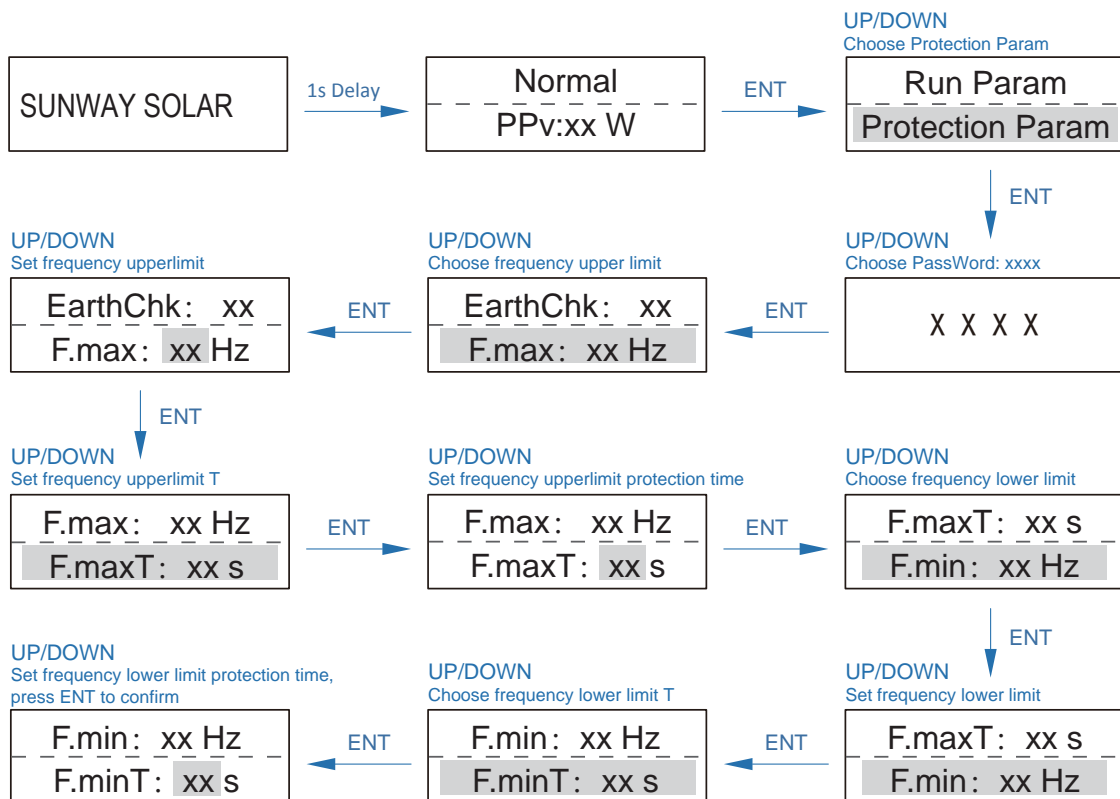 SUNWAY SOLAR
1s Delay
Normal
PPv:xx W
ENT
UP/DOWN
Choose Protection Param
Run Param
Protection Param
ENT
UP/DOWN
Choose PassWord: xxxx
X X X X
ENT
UP/DOWN
Choose frequency upper limit
EarthChk: xx
F.max: xx Hz
ENT
UP/DOWN
Set frequency upperlimit
EarthChk: xx
F.max: xx Hz
ENT
UP/DOWN
Set frequency upperlimit T
F.max: xx Hz
F.maxT: xx s
ENT
UP/DOWN
Set frequency upperlimit protection time
F.max: xx Hz
F.maxT: xx s
ENT
UP/DOWN
Choose frequency lower limit
F.maxT: xx s
F.min: xx Hz
ENT
UP/DOWN
Set frequency lower limit
F.maxT: xx s
F.min: xx Hz
ENT
UP/DOWN
Choose frequency lower limit T
F.min: xx Hz
F.minT: xx s
ENT
UP/DOWN
Set frequency lower limit protection time,
press ENT to confirm
F.min: xx Hz
F.minT: xx s